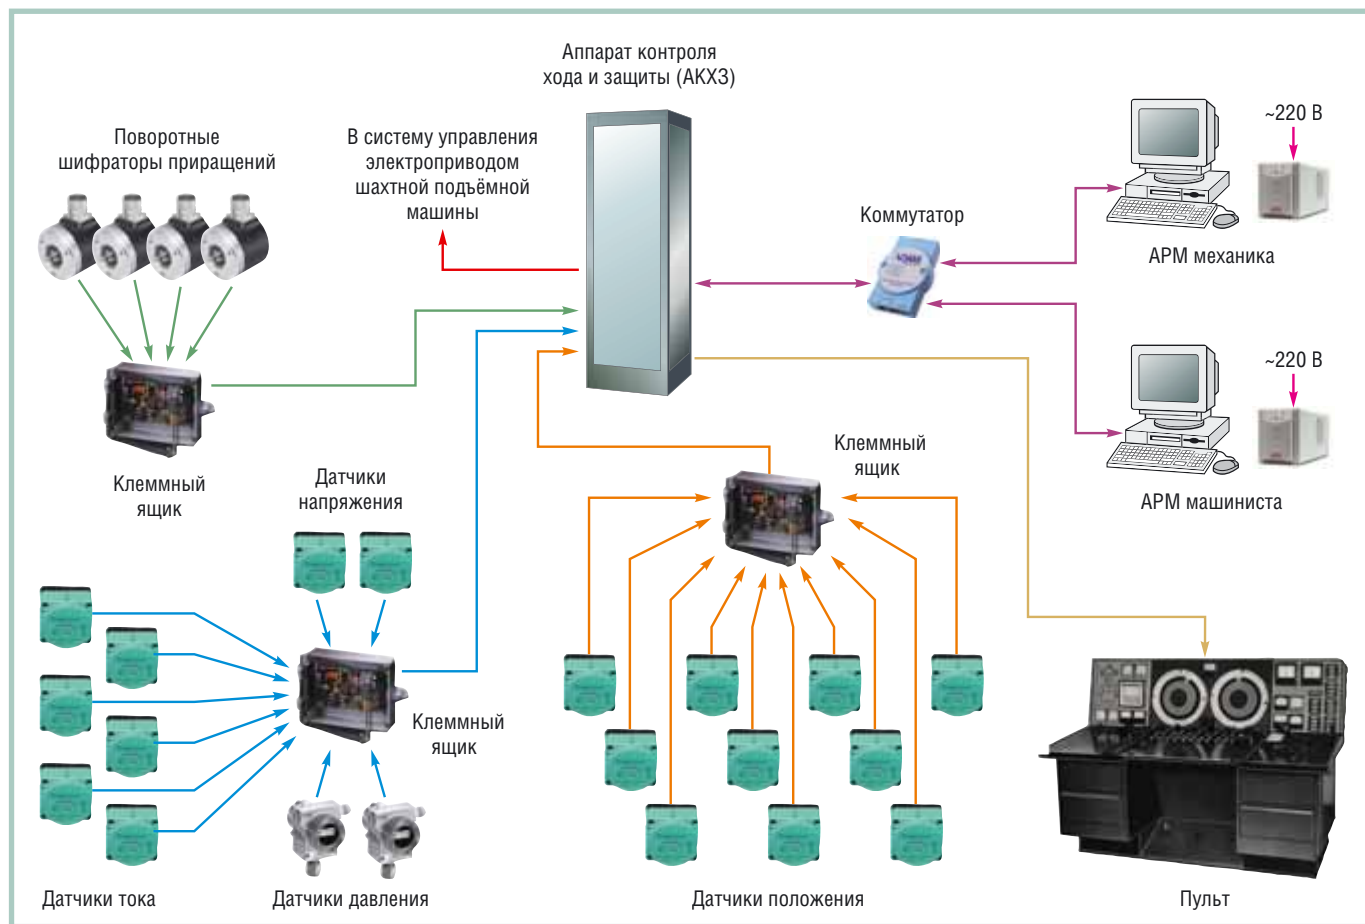 Аппарат контроля
хода и защиты (АКХЗ)
Поворотные
шифраторы приращений
В систему управления
электроприводом
шахтной подъёмной
машины
~220 В
Коммутатор
АРМ механика
~220 В
Клеммный
ящик
Датчики
напряжения
Клеммный
ящик
АРМ машиниста
Клеммный
ящик
Датчики тока
Датчики давления
Датчики положения
Пульт